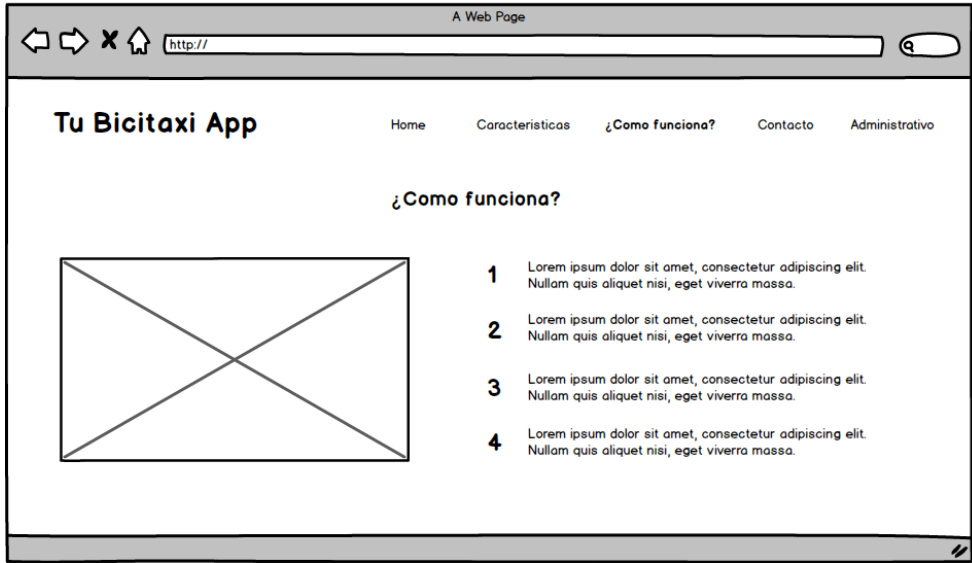 A Web Page
http://
Tu Bicitaxi App
Home Caracteristicas ¿Como funciona? Contacto Administrativo
¿Como funciona?
1 Lorem ipsum dolor sit amet, consectetur adipiscing elit.
Nullam quis aliquet nisi, eget viverra massa.
2 Lorem ipsum dolor sit amet, consectetur adipiscing elit.
Nullam quis aliquet nisi, eget viverra massa.
3 Lorem ipsum dolor sit amet, consectetur adipiscing elit.
Nullam quis aliquet nisi, eget viverra massa.
4 Lorem ipsum dolor sit amet, consectetur adipiscing elit.
Nullam quis aliquet nisi, eget viverra massa.